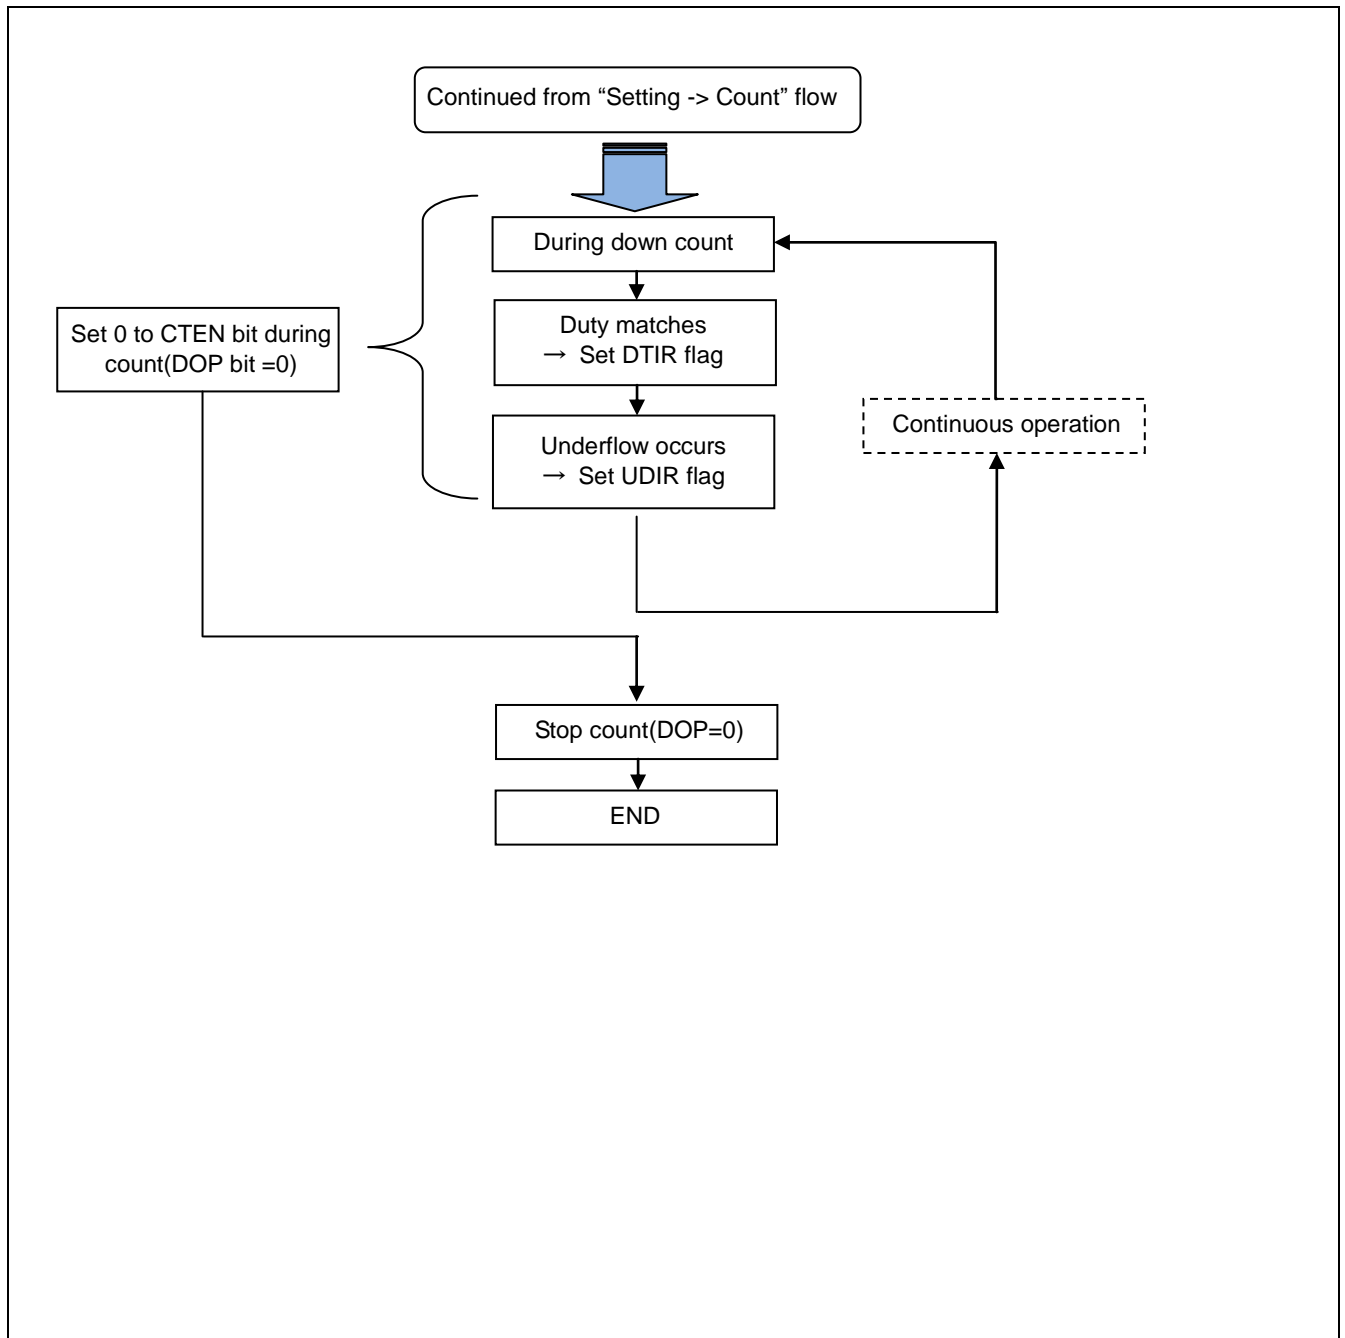 Continued from “Setting -> Count” flow
During down count
Set 0 to CTEN bit during
count(DOP bit =0)
Duty matches
→ Set DTIR flag
Continuous operation
Underflow occurs
→ Set UDIR flag
Stop count(DOP=0)
END